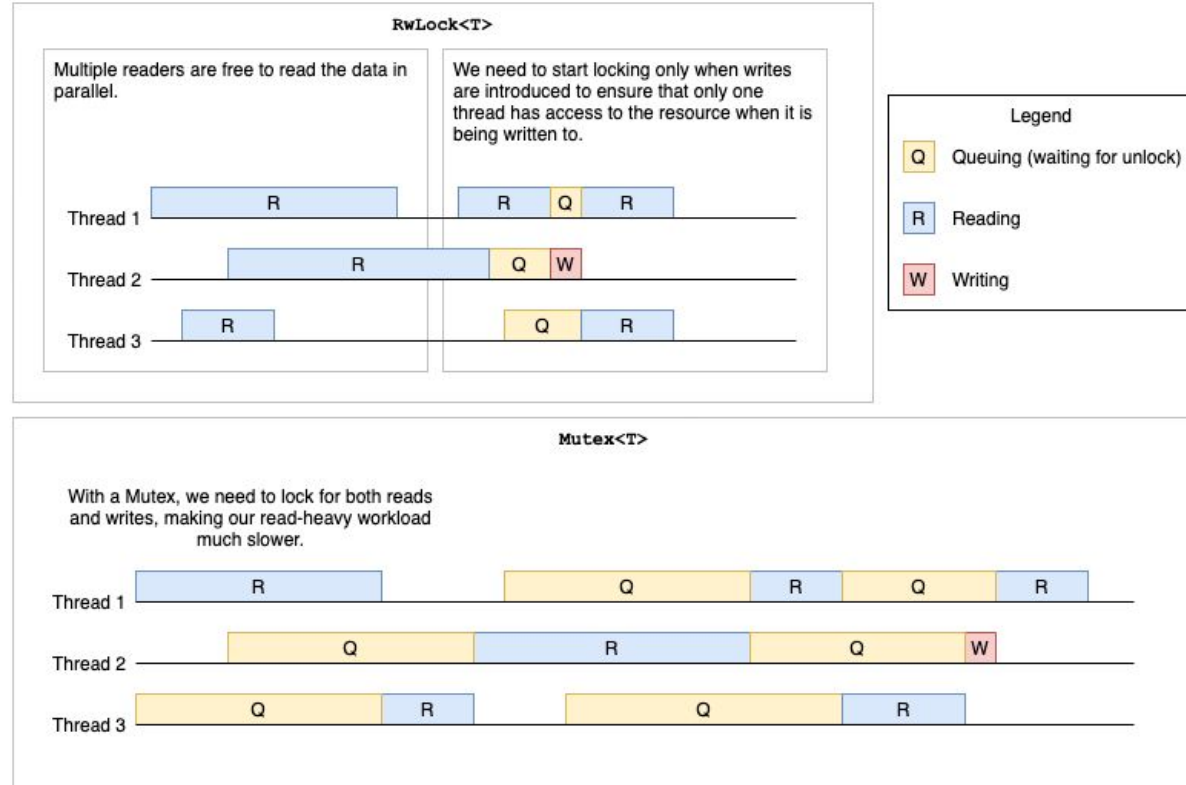 RwLock<T>
Multiple readers are free to read the data in
parallel.
We need to start locking only when writes
are introduced to ensure that only one
thread has access to the resource when it is
being written to.
Thread 1
R
R
Q
R
Thread 2
R
Q
W
Thread 3
R
Q
R
Legend
Q
Queuing (waiting for unlock)
R
Reading
W
Writing
Mutex<T>
With a Mutex, we need to lock for both reads
and writes, making our read-heavy workload
much slower.
Thread 1
R
Q
R
Q
R
Thread 2
Q
R
Q
W
Thread 3
Q
R
Q
R